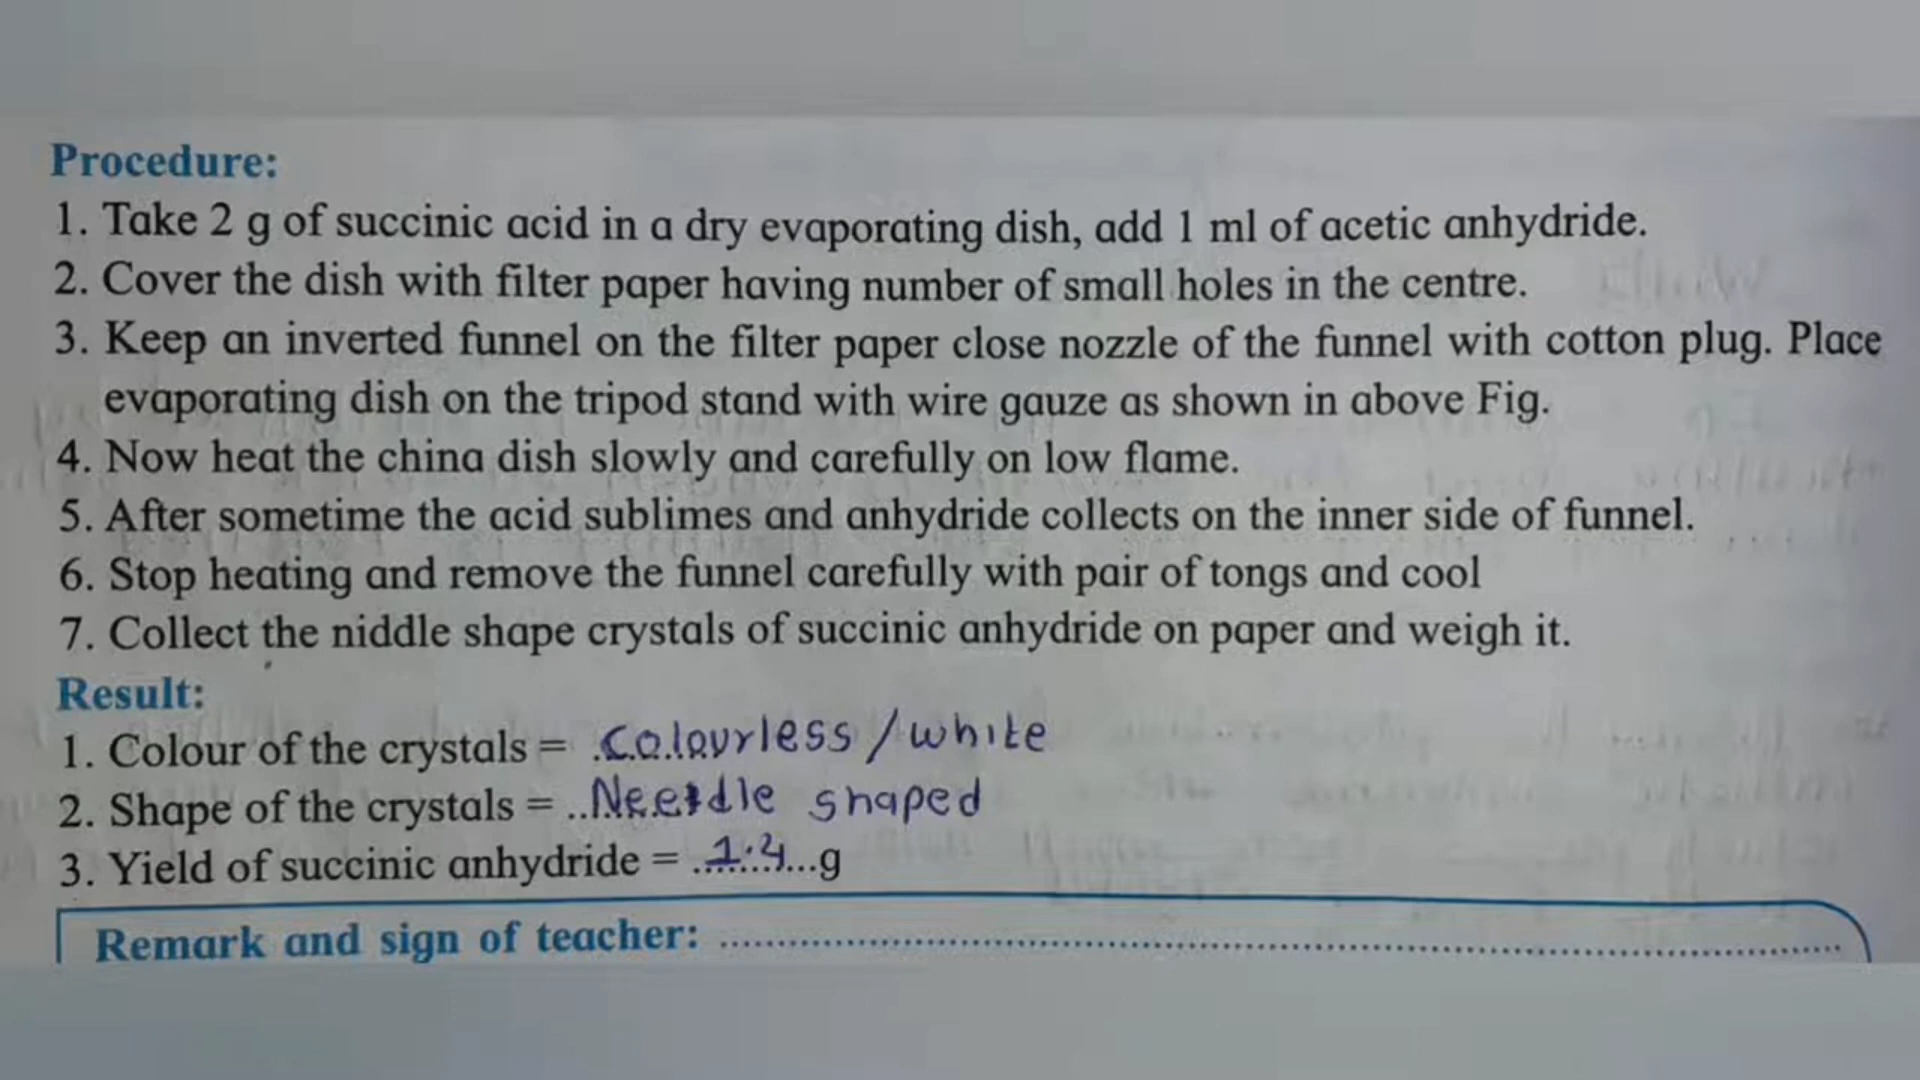 Procedure:
1. Take 2 g of succinic acid in a dry evaporating dish, add 1 ml of acetic anhydride.
2. Cover the dish with filter paper having number of small holes in the centre.
3. Keep an inverted funnel on the filter paper close nozzle of the funnel with cotton plug. Place
evaporating dish on the tripod stand with wire gauze as shown in above Fig.
4. Now heat the china dish slowly and carefully on low flame.
5. After sometime the acid sublimes and anhydride collects on the inner side of funnel.
6. Stop heating and remove the funnel carefully with pair of tongs and cool
7. Collect the niddle shape crystals of succinic anhydride on paper and weigh it.
Result:
1. Colour of the crystals = colourless / white
2. Shape of the crystals = Needle shaped
3. Yield of succinic anhydride = 1.4 g
Remark and sign of teacher: